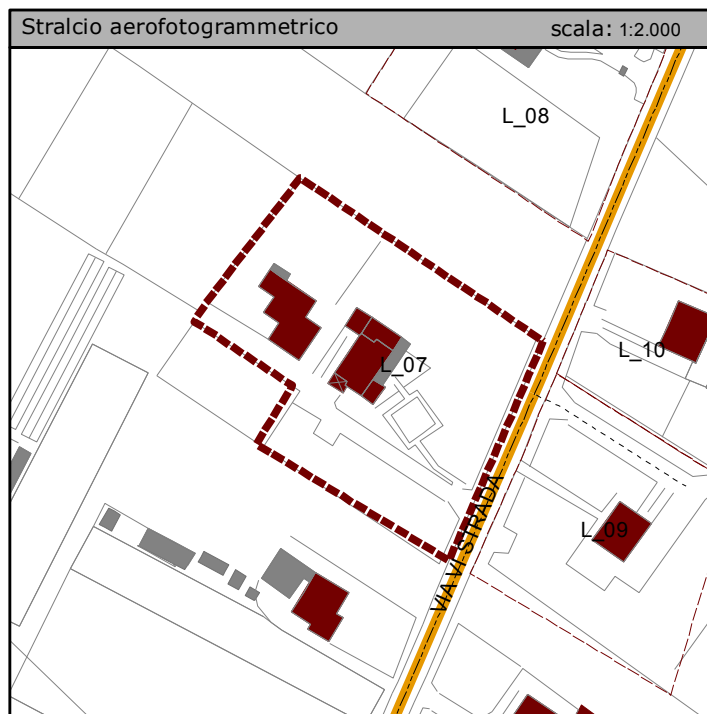 Stralcio aerofotogrammetrico scala: 1:2.000
L_08
L_10
L_07
L_09
VIA VI STRADA